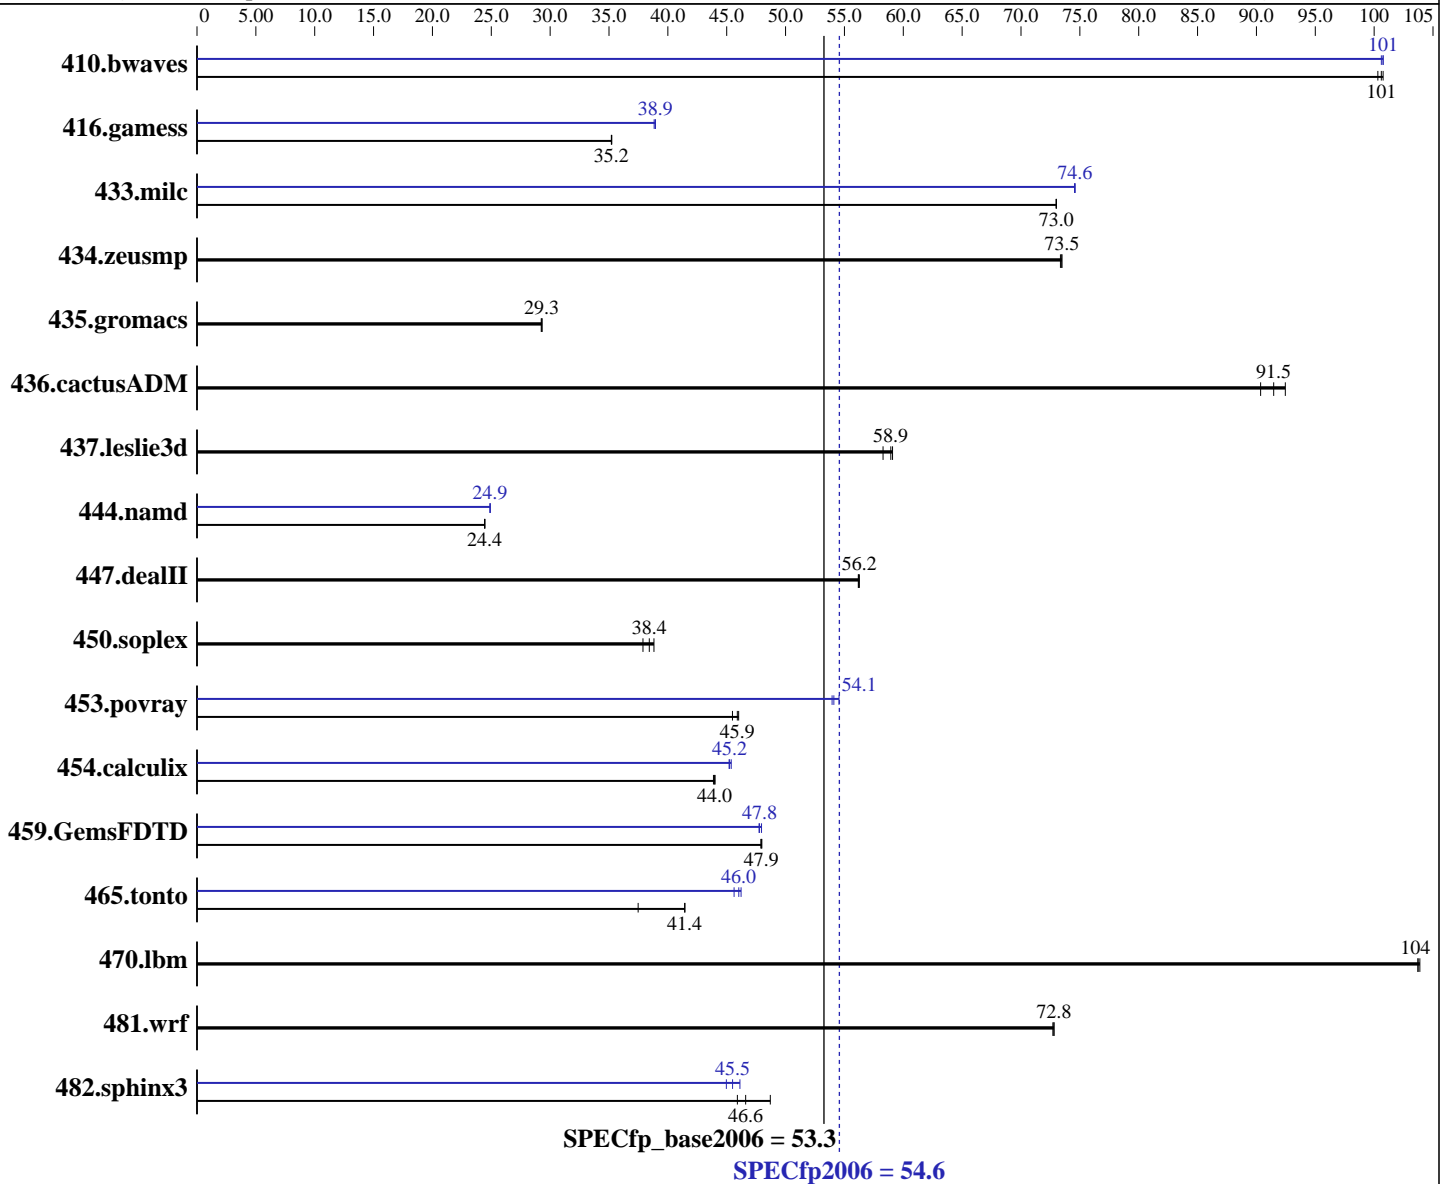 0 5.00 10.0 15.0 20.0 25.0 30.0 35.0 40.0 45.0 50.0 55.0 60.0 65.0 70.0 75.0 80.0 85.0 90.0 95.0 100 105
410.bwaves 101
101
416.gamess 38.9
35.2
433.milc 74.6
73.0
434.zeusmp 73.5
435.gromacs 29.3
436.cactusADM 91.5
437.leslie3d 58.9
444.namd 24.9
24.4
447.dealII 56.2
450.soplex 38.4
453.povray 54.1
45.9
454.calculix 45.2
44.0
459.GemsFDTD 47.8
47.9
465.tonto 46.0
41.4
470.lbm 104
481.wrf 72.8
482.sphinx3 45.5
46.6
SPECfp_base2006 = 53.3
SPECfp2006 = 54.6